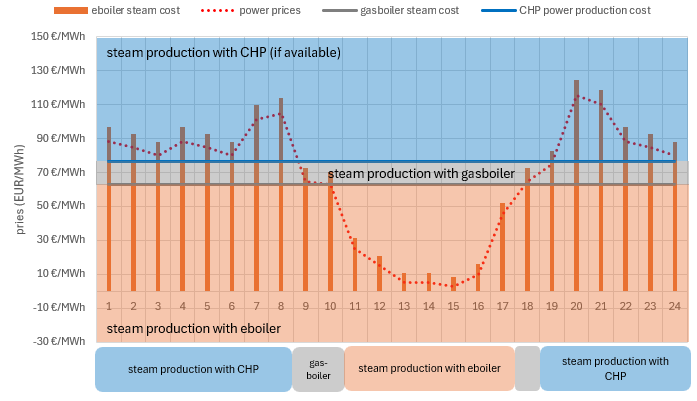 eboiler steam cost power prices gasboiler steam cost CHP power production cost
150 €/MWh
steam production with CHP (if available)
130 €/MWh
110 €/MWh
90 €/MWh
70 €/MWh
steam production with gasboiler
50 €/MWh
30 €/MWh
10 €/MWh
-10 €/MWh
-30 €/MWh
pries (EUR/MWh)
1 2 3 4 5 6 7 8 9 10 11 12 13 14 15 16 17 18 19 20 21 22 23 24
steam production with eboiler
steam production with CHP
gas-
boiler
steam production with eboiler
steam production with
CHP